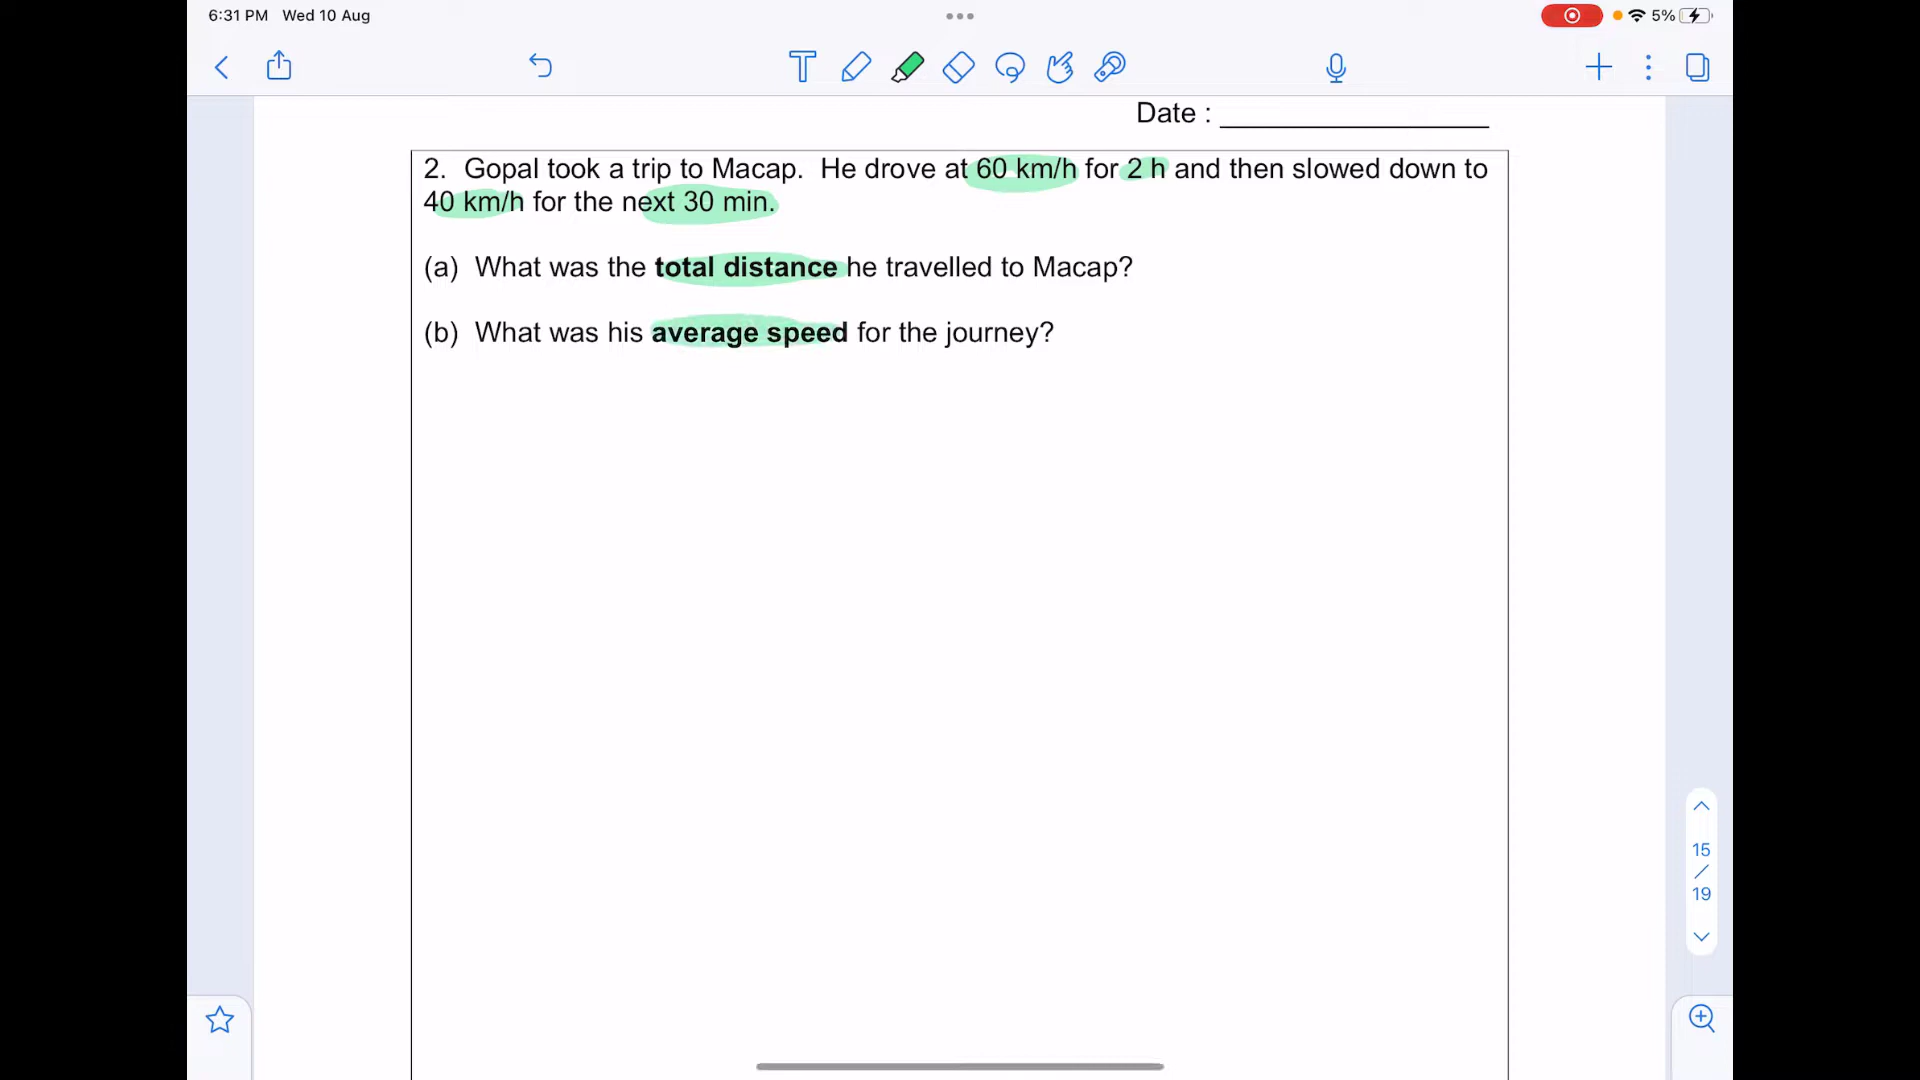 6:31 PM Wed 10 Aug
5%
T
Date :
2. Gopal took a trip to Macap. He drove at 60 km/h for 2 h and then slowed down to
40 km/h for the next 30 min.
(a) What was the total distance he travelled to Macap?
(b) What was his average speed for the journey?
15
/
19